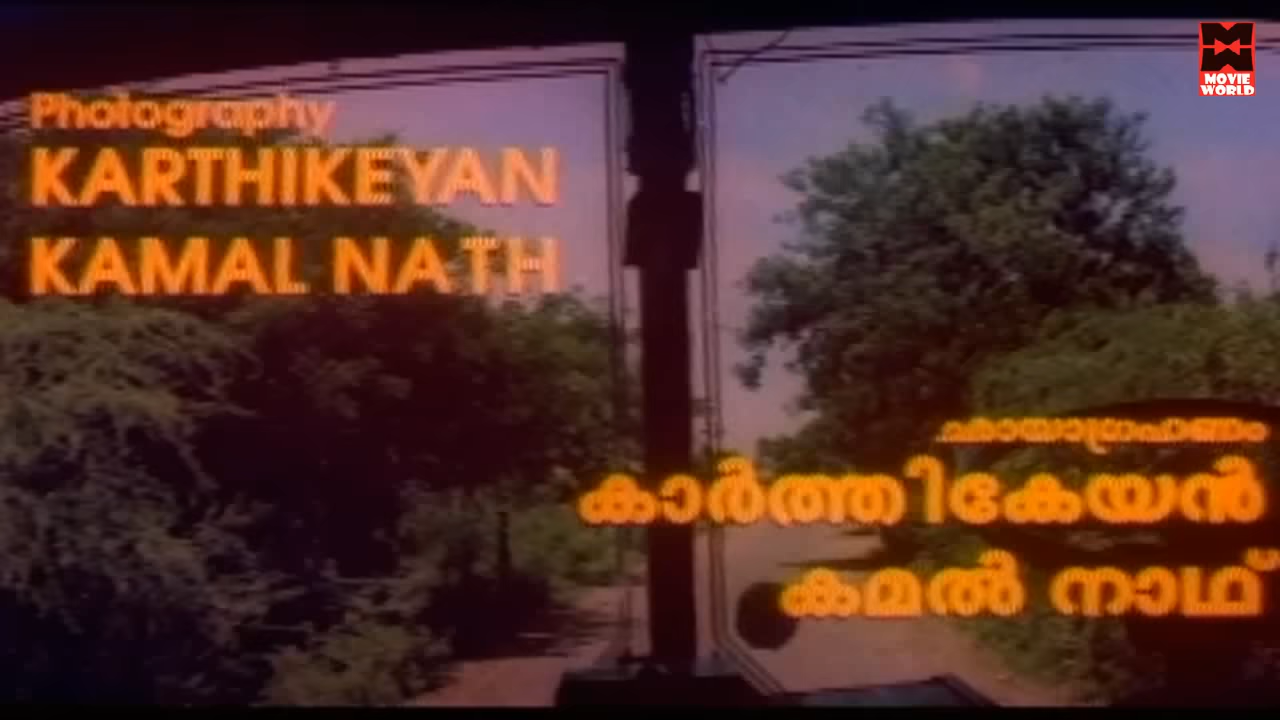 MOVIE
WORLD
Photography
KARTHIKEYAN
KAMAL NATH
ഛായാഗ്രഹണം
കാർത്തികേയൻ
കമൽ നാഥ്